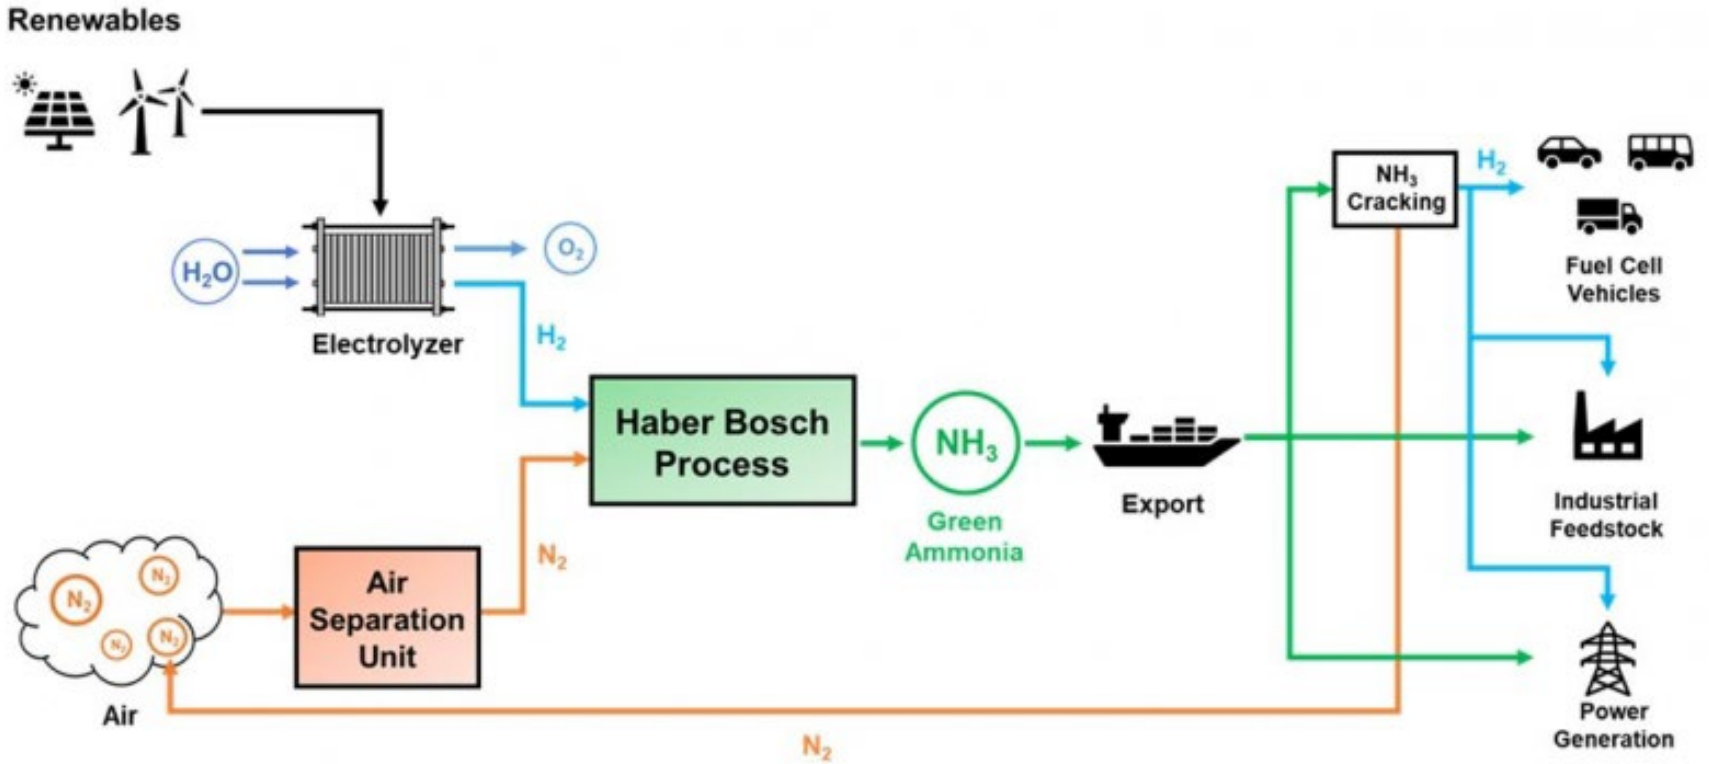 Renewables
H₂O
O₂
Electrolyzer
H₂
Haber Bosch
Process
NH₃
Green
Ammonia
Export
NH₃
Cracking
H₂
Fuel Cell
Vehicles
Industrial
Feedstock
Power
Generation
N₂
N₂
N₂
N₂
Air
Air
Separation
Unit
N₂
N₂